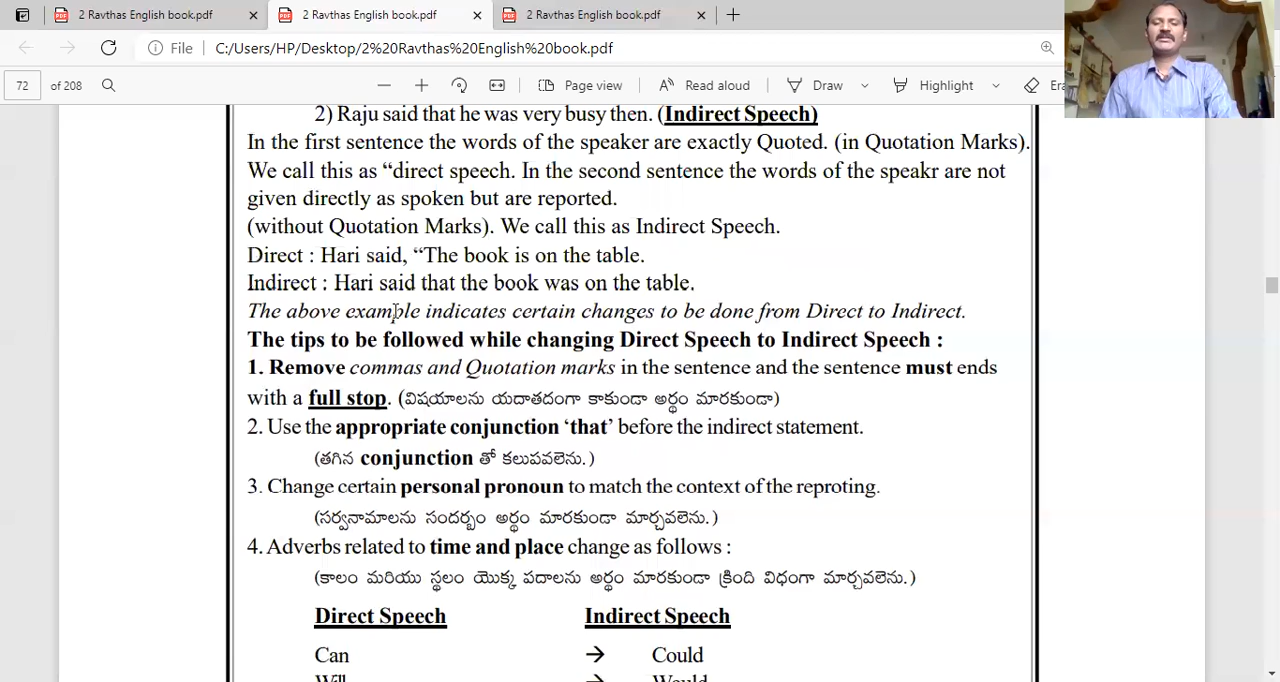 2 Ravthas English book.pdf
2 Ravthas English book.pdf
2 Ravthas English book.pdf
File C:/Users/HP/Desktop/2%20Ravthas%20English%20book.pdf
72 of 208 Page view Read aloud Draw Highlight Era
2) Raju said that he was very busy then. (Indirect Speech)
In the first sentence the words of the speaker are exactly Quoted. (in Quotation Marks).
We call this as “direct speech. In the second sentence the words of the speakr are not
given directly as spoken but are reported.
(without Quotation Marks). We call this as Indirect Speech.
Direct : Hari said, “The book is on the table.
Indirect : Hari said that the book was on the table.
The above example indicates certain changes to be done from Direct to Indirect.
The tips to be followed while changing Direct Speech to Indirect Speech :
1. Remove commas and Quotation marks in the sentence and the sentence must ends
with a full stop. (విషయాలను యదాతదంగా కాకుండా అర్థం మారకుండా)
2. Use the appropriate conjunction ‘that’ before the indirect statement.
(తగిన conjunction తో కలుపవలెను.)
3. Change certain personal pronoun to match the context of the reproting.
(సర్వనామాలను సందర్భం అర్థం మారకుండా మార్చవలెను.)
4. Adverbs related to time and place change as follows :
(కాలం మరియు స్థలం యొక్క పదాలను అర్థం మారకుండా క్రింది విధంగా మార్చవలెను.)
Direct Speech Indirect Speech
Can → Could
Will → Would